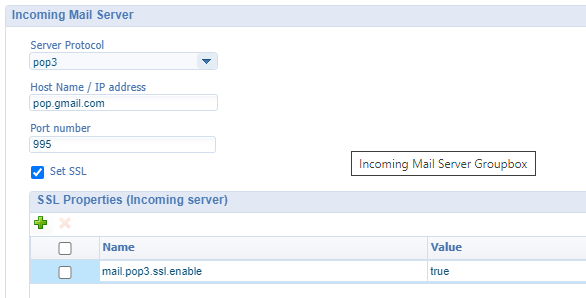 Incoming Mail Server
Server Protocol
pop3
Host Name / IP address
pop.gmail.com
Port number
995
Set SSL
Incoming Mail Server Groupbox
SSL Properties (Incoming server)
Name Value
mail.pop3.ssl.enable true